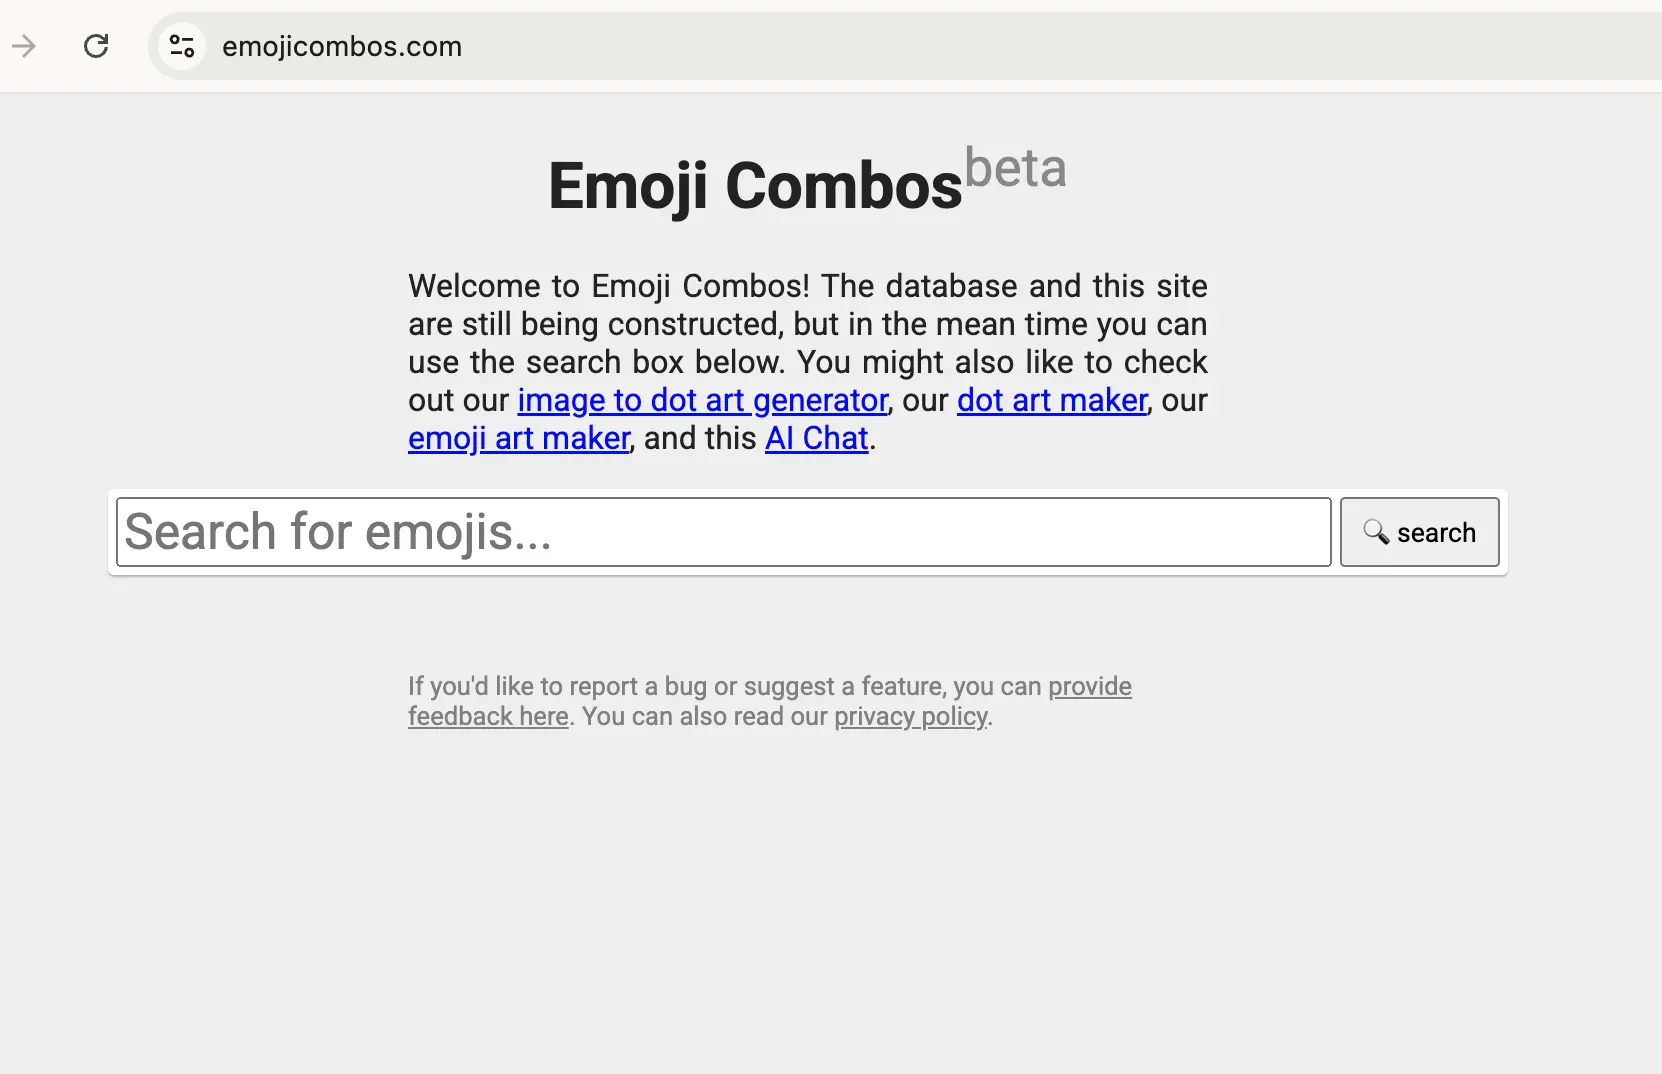 emojicombos.com
Emoji Combosbeta
Welcome to Emoji Combos! The database and this site
are still being constructed, but in the mean time you can
use the search box below. You might also like to check
out our image to dot art generator, our dot art maker, our
emoji art maker, and this AI Chat.
Search for emojis...
🔍 search
If you'd like to report a bug or suggest a feature, you can provide
feedback here. You can also read our privacy policy.